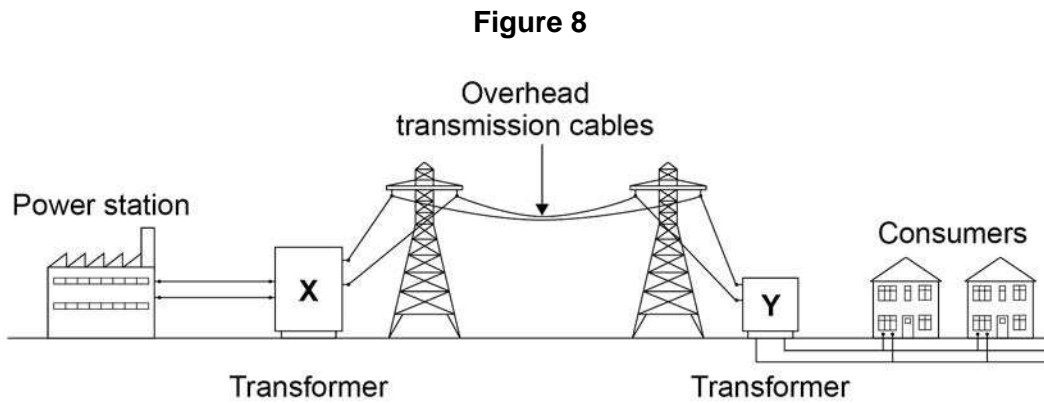 Figure 8
Overhead
transmission cables
Power station
Consumers
X
Y
Transformer
Transformer